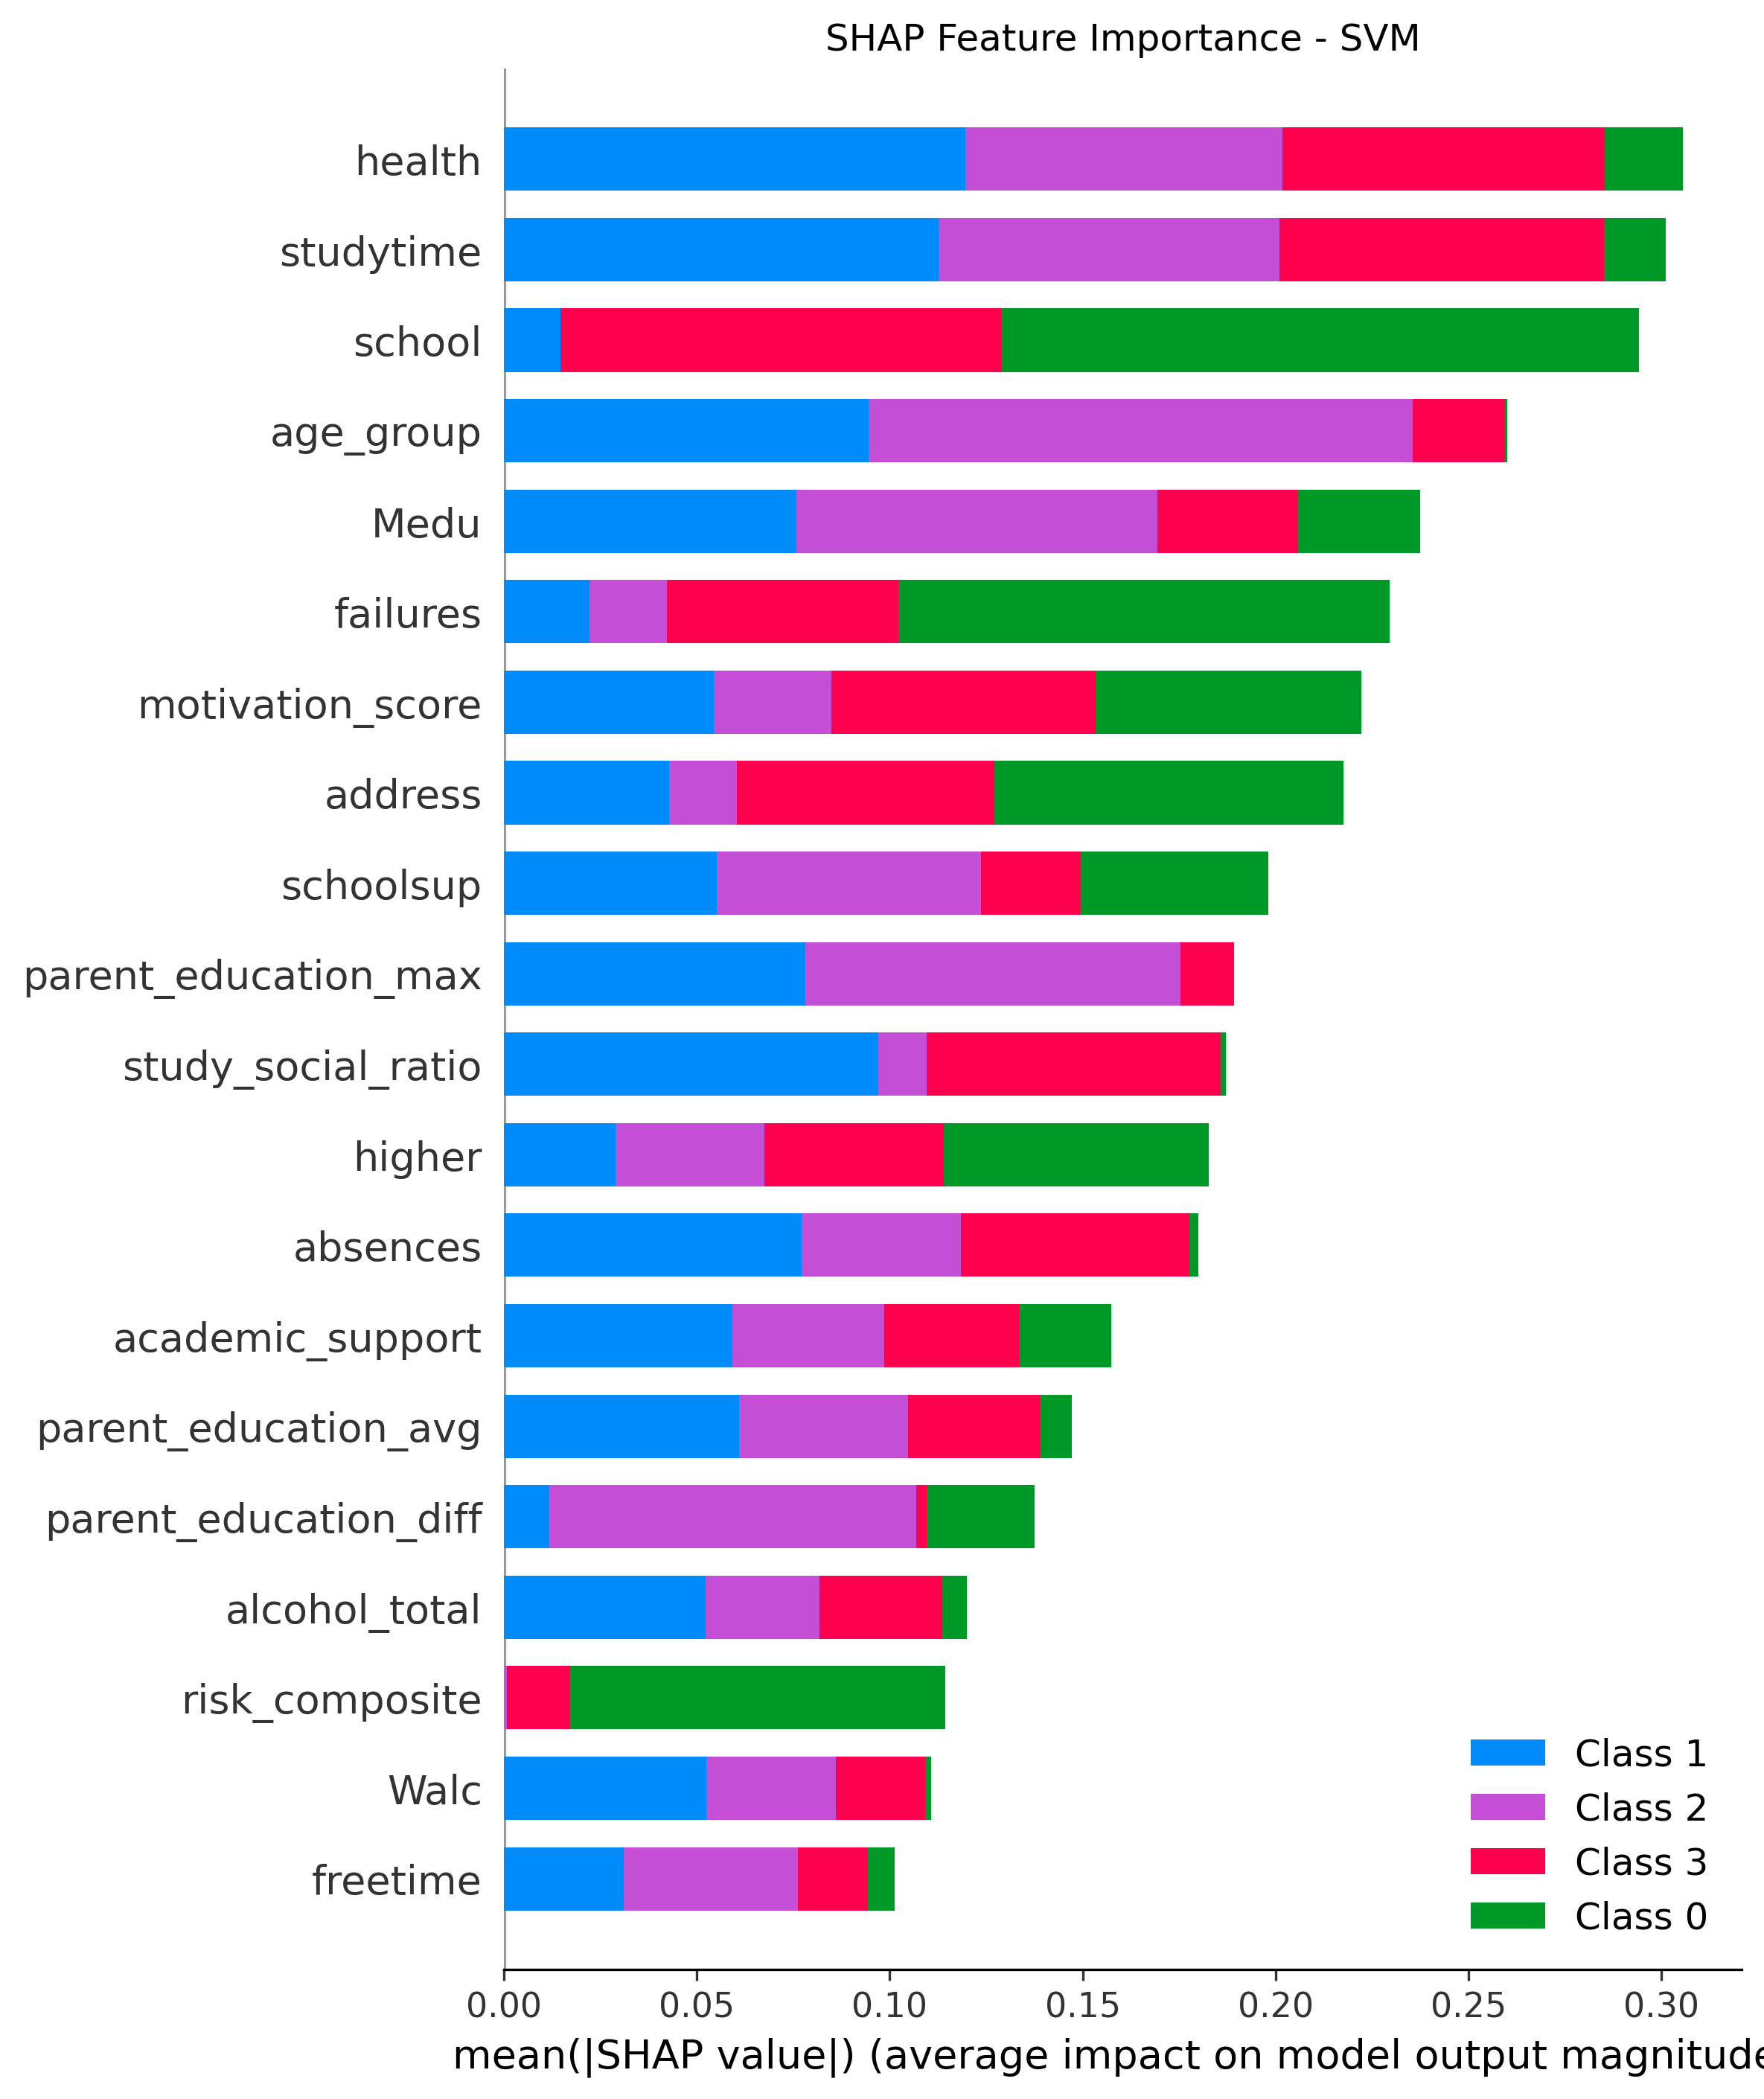 SHAP Feature Importance - SVM
health
studytime
school
age_group
Medu
failures
motivation_score
address
schoolsup
parent_education_max
study_social_ratio
higher
absences
academic_support
parent_education_avg
parent_education_diff
alcohol_total
risk_composite
Walc
freetime
Class 1
Class 2
Class 3
Class 0
0.00 0.05 0.10 0.15 0.20 0.25 0.30
mean(|SHAP value|) (average impact on model output magnitude